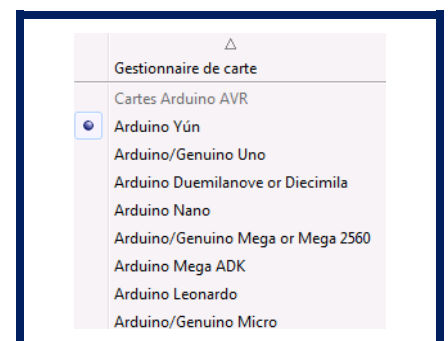 Gestionnaire de carte
Cartes Arduino AVR
Arduino Yún
Arduino/Genuino Uno
Arduino Duemilanove or Diecimila
Arduino Nano
Arduino/Genuino Mega or Mega 2560
Arduino Mega ADK
Arduino Leonardo
Arduino/Genuino Micro